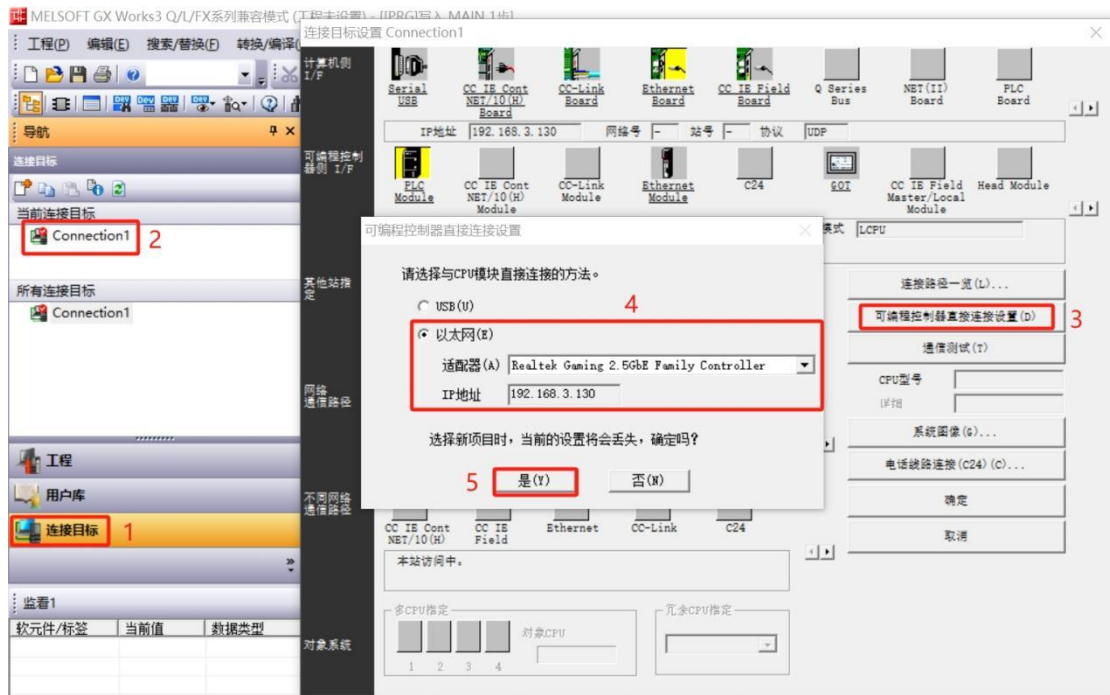 MELSOFT GX Works3 Q/L/FX系列兼容模式 (工程未设置) - [[PRG]写入 MAIN 1步]
工程(P) 编辑(E) 搜索/替换(F) 转换/编译(
导航
连接目标
当前连接目标
Connection1
2
所有连接目标
Connection1
工程
用户库
连接目标
1
监看1
软元件/标签 当前值 数据类型
连接目标设置 Connection1
计算机侧
I/F
Serial
USB
CC IE Cont
NET/10(H)
Board
CC-Link
Board
Ethernet
Board
CC IE Field
Board
Q Series
Bus
NET(II)
Board
PLC
Board
IP地址 192.168.3.130 网络号 - 站号 - 协议 UDP
可编程控制
器侧 I/F
PLC
Module
CC IE Cont
NET/10(H)
Module
CC-Link
Module
Ethernet
Module
C24
GOT
CC IE Field
Master/Local
Module
Head Module
模式 LCPU
可编程控制器直接连接设置
请选择与CPU模块直接连接的方法。
USB(U)
4
以太网(E)
适配器(A) Realtek Gaming 2.5GbE Family Controller
IP地址 192.168.3.130
选择新项目时，当前的设置将会丢失，确定吗?
5
是(Y)
否(N)
其他站指
定
连接路径一览(L)...
可编程控制器直接连接设置(D)
3
通信测试(T)
CPU型号
详细
系统图像(G)...
电话线路连接(C24)(C)...
确定
取消
网络
通信路径
不同网络
通信路径
CC IE Cont
NET/10(H)
CC IE
Field
Ethernet
CC-Link
C24
本站访问中。
对象系统
多CPU指定
1 2 3 4
对象CPU
冗余CPU指定